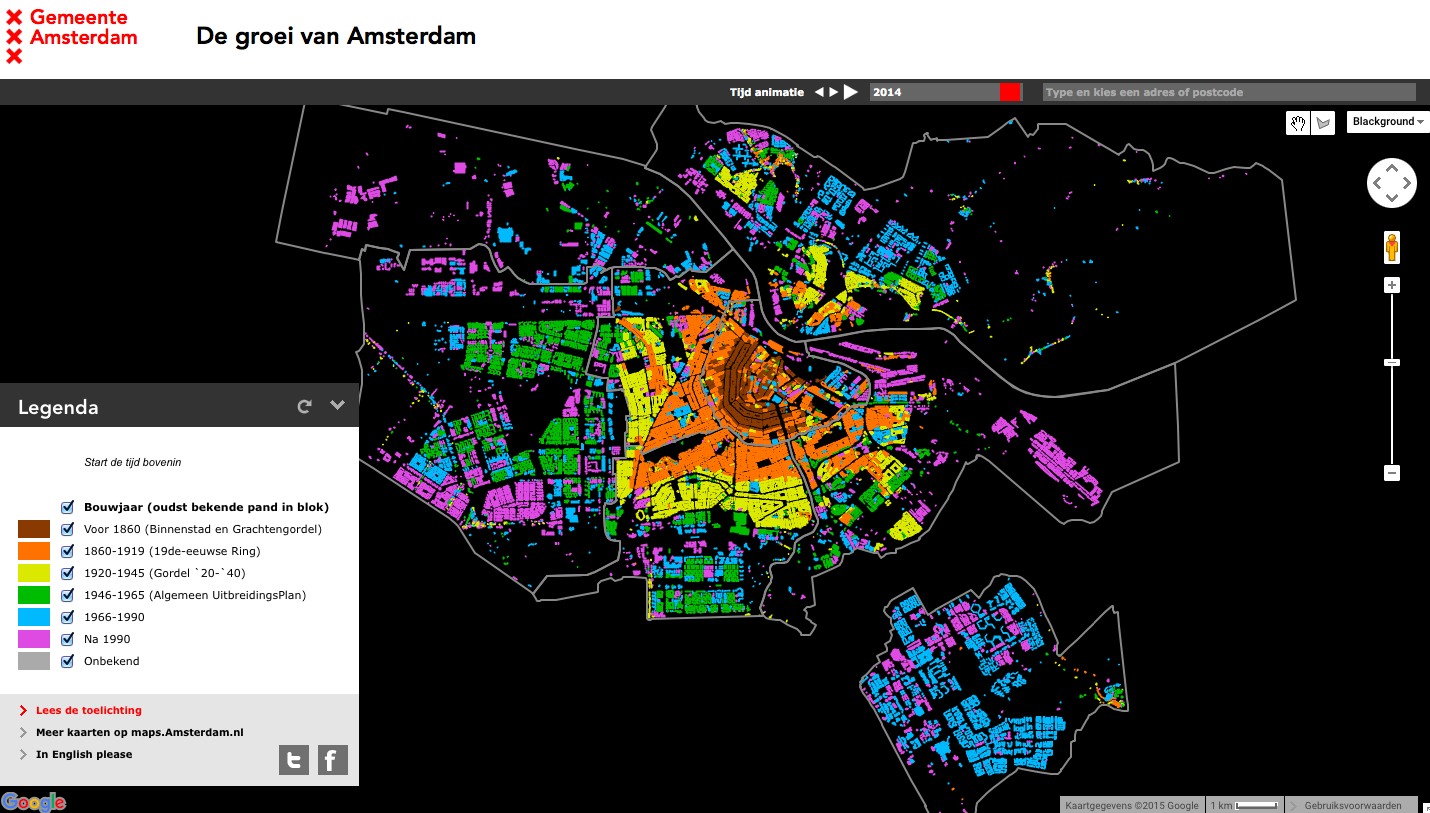 Gemeente
Amsterdam
De groei van Amsterdam
Tijd animatie
2014
Type en kies een adres of postcode
Blackground
Legenda
Start de tijd bovenin
Bouwjaar (oudst bekende pand in blok)
Voor 1860 (Binnenstad en Grachtengordel)
1860-1919 (19de-eeuwse Ring)
1920-1945 (Gordel `20-`40)
1946-1965 (Algemeen UitbreidingsPlan)
1966-1990
Na 1990
Onbekend
Lees de toelichting
Meer kaarten op maps.Amsterdam.nl
In English please
Google
Kaartgegevens ©2015 Google
1 km
Gebruiksvoorwaarden